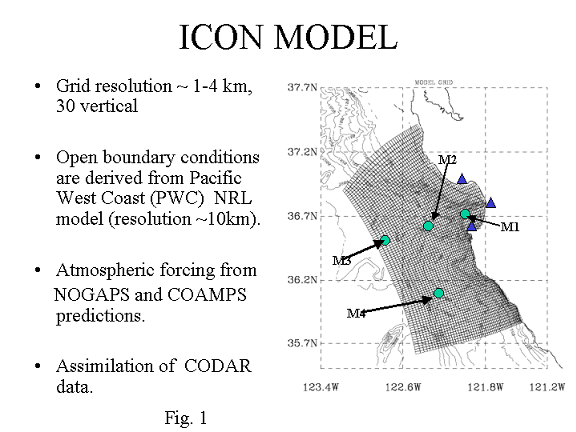 ICON MODEL
• Grid resolution ~ 1-4 km,
30 vertical
• Open boundary conditions
are derived from Pacific
West Coast (PWC) NRL
model (resolution ~10km).
• Atmospheric forcing from
NOGAPS and COAMPS
predictions.
• Assimilation of CODAR
data.
Fig. 1
MODEL GRID
37.7N
37.2N
36.7N
36.2N
35.7N
M2
M1
M3
M4
123.4W 122.6W 121.8W 121.2W